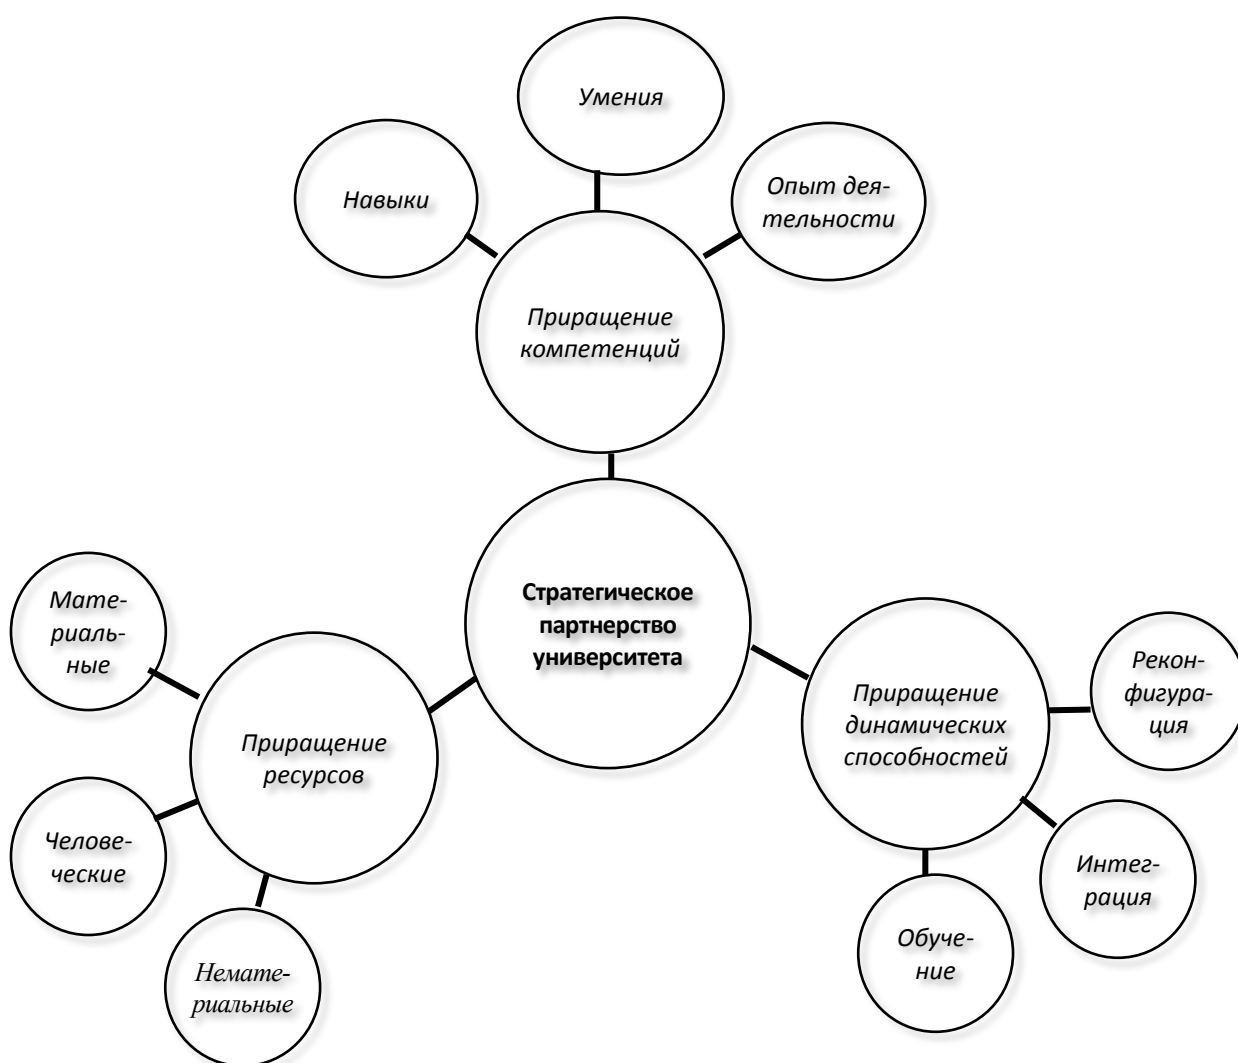 Умения
Навыки
Опыт дея-
тельности
Приращение
компетенций
Стратегическое
партнерство
университета
Мате-
риаль-
ные
Приращение
ресурсов
Челове-
ческие
Немате-
риальные
Приращение
динамических
способностей
Рекон-
фигура-
ция
Интег-
рация
Обуче-
ние